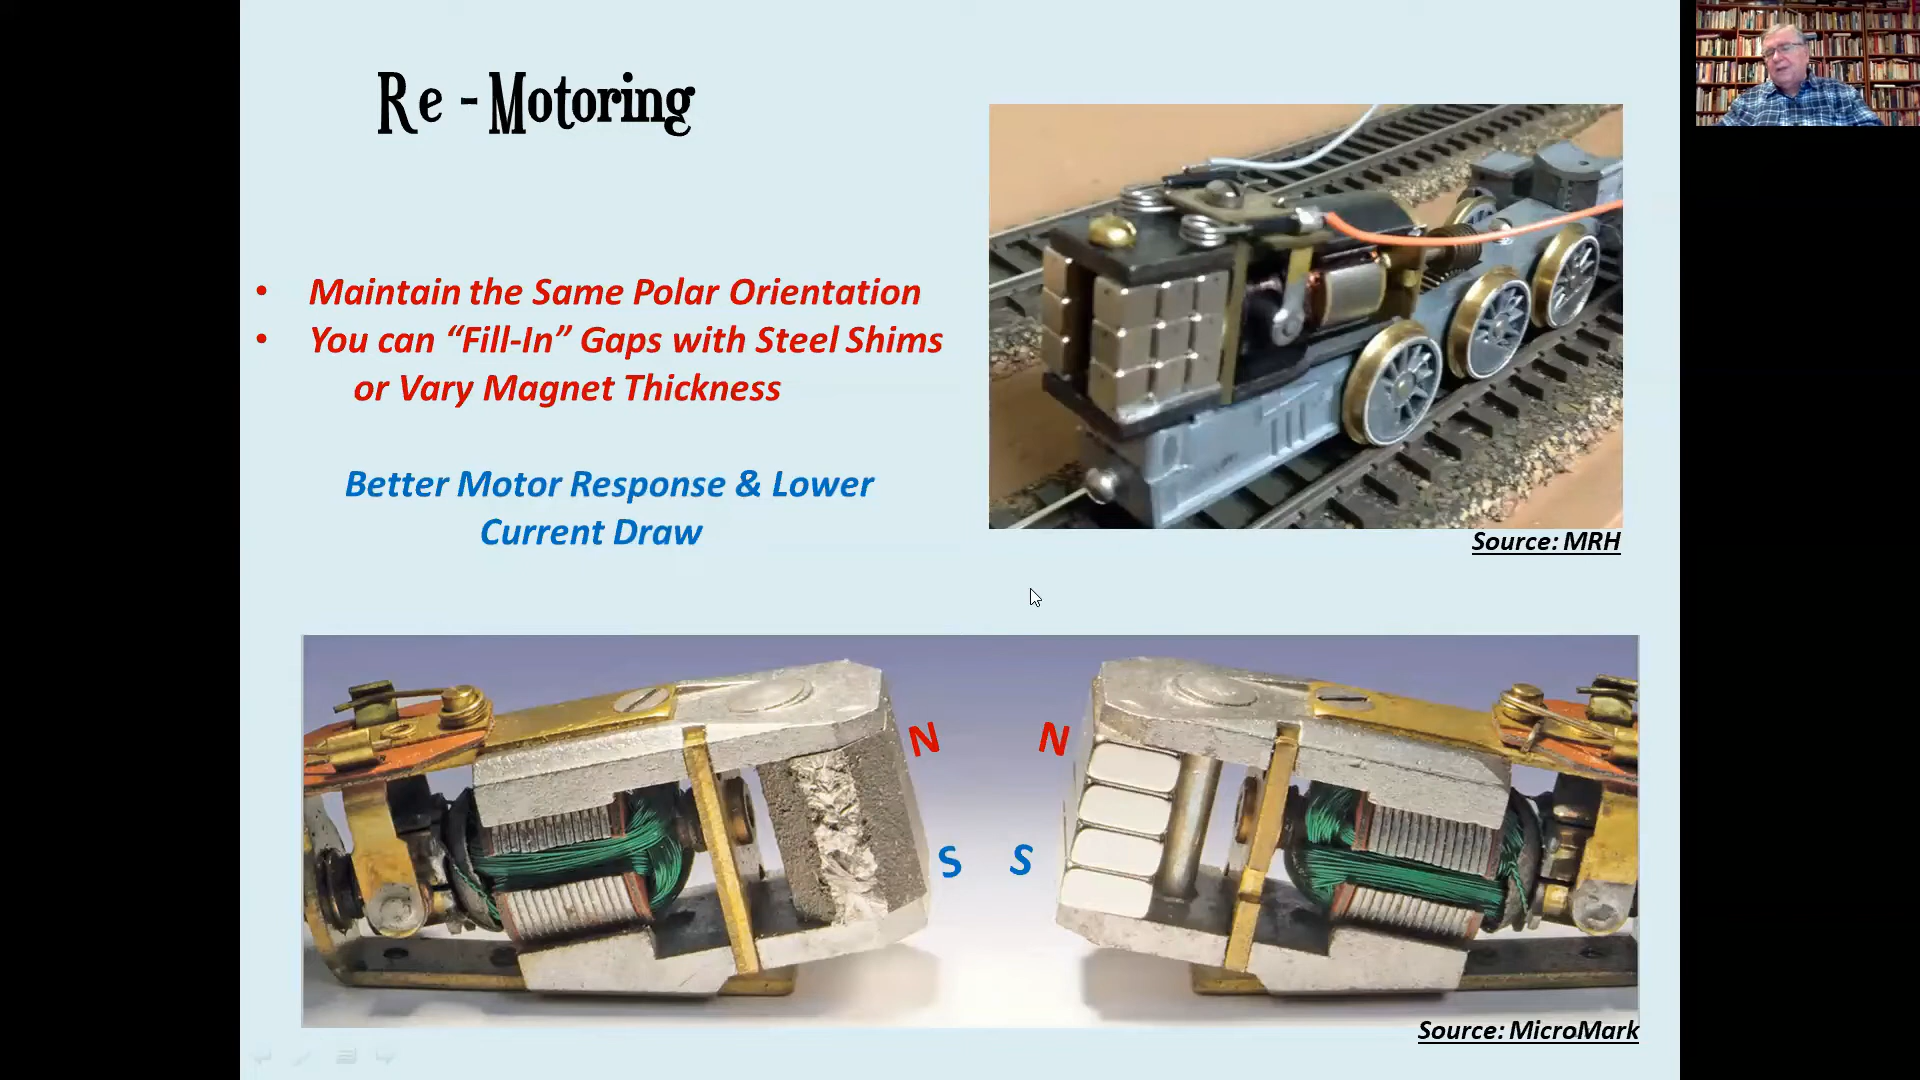 Re - Motoring
• Maintain the Same Polar Orientation
• You can “Fill-In” Gaps with Steel Shims
or Vary Magnet Thickness
Better Motor Response & Lower
Current Draw
Source: MRH
N N
S S
Source: MicroMark